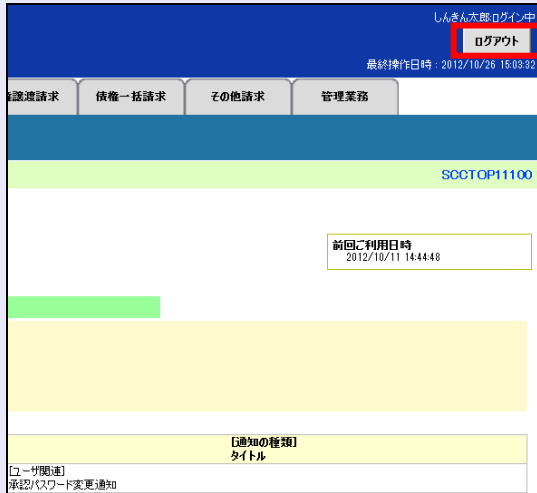 しんきん太郎:ログイン中
ログアウト
最終操作日時：2012/10/26 15:03:32
譲渡請求
債権一括請求
その他請求
管理業務
SCCTOP11100
前回ご利用日時
2012/10/11 14:44:48
[通知の種類]
タイトル
[ユーザ関連]
承認パスワード変更通知